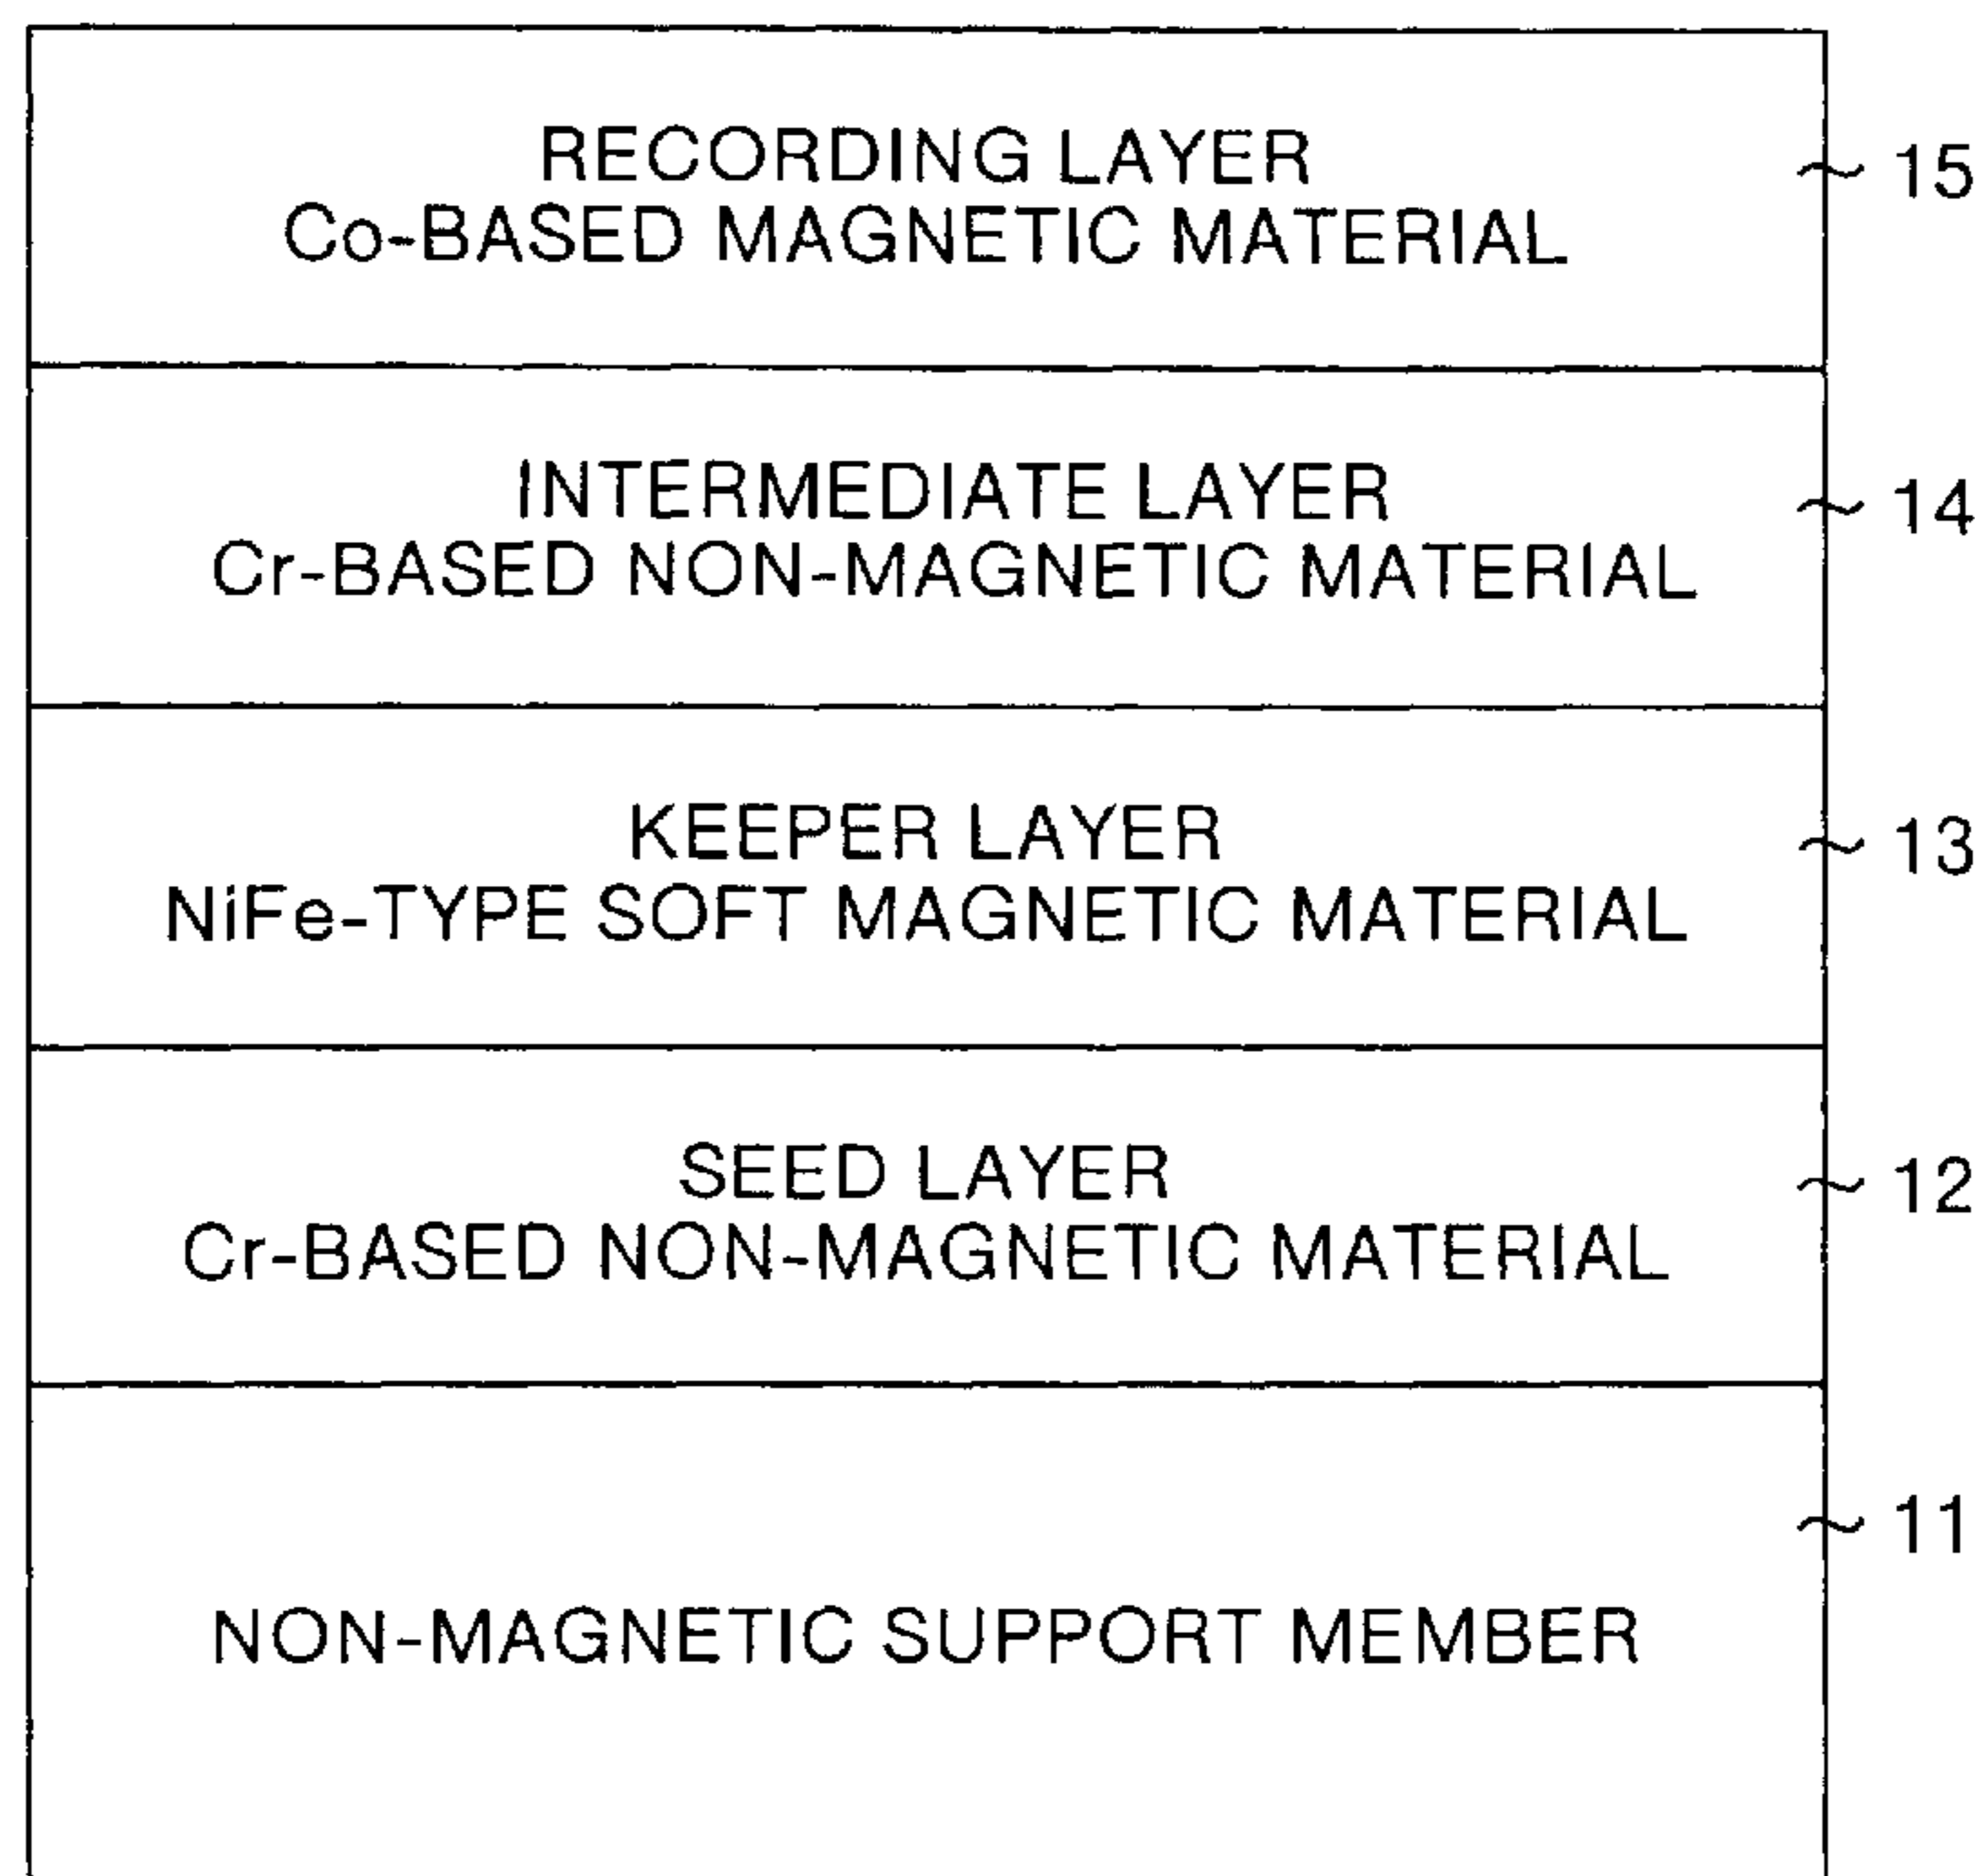 RECORDING LAYER
Co-BASED MAGNETIC MATERIAL
15
INTERMEDIATE LAYER
Cr-BASED NON-MAGNETIC MATERIAL
14
KEEPER LAYER
NiFe-TYPE SOFT MAGNETIC MATERIAL
13
SEED LAYER
Cr-BASED NON-MAGNETIC MATERIAL
12
NON-MAGNETIC SUPPORT MEMBER
11